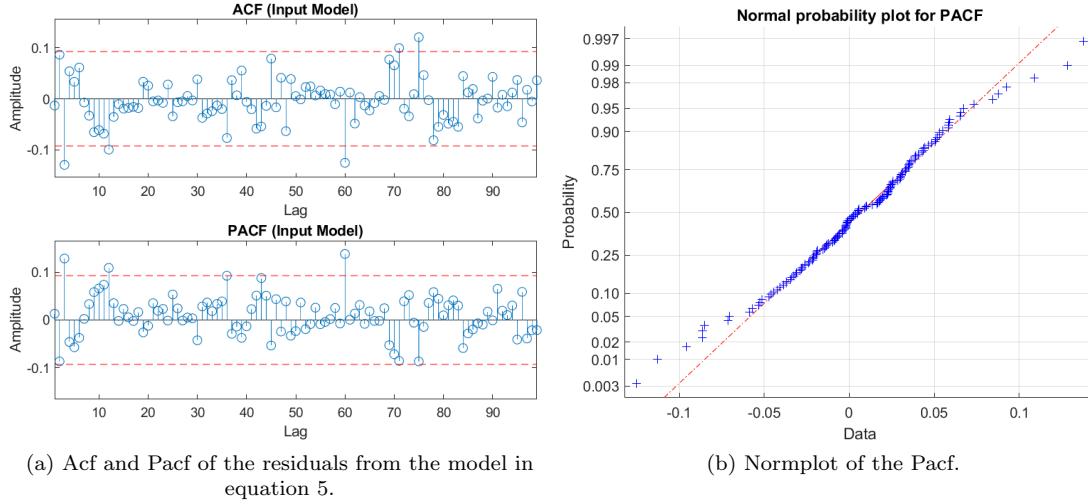 ACF (Input Model)
0.1
0
-0.1
Amplitude
10 20 30 40 50 60 70 80 90
Lag
PACF (Input Model)
0.1
0
-0.1
Amplitude
10 20 30 40 50 60 70 80 90
Lag
(a) Acf and Pacf of the residuals from the model in
equation 5.
Normal probability plot for PACF
0.997
0.99
0.98
0.95
0.90
0.75
0.50
0.25
0.10
0.05
0.02
0.01
0.003
Probability
-0.1 -0.05 0 0.05 0.1
Data
(b) Normplot of the Pacf.